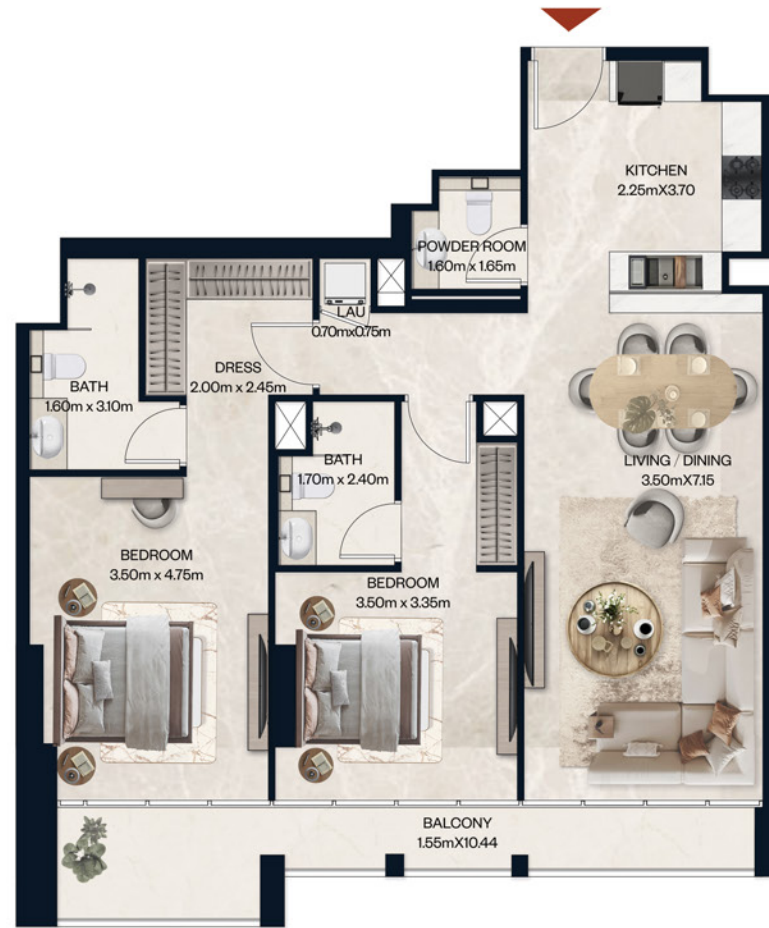 KITCHEN
2.25mX3.70
POWDER ROOM
1.60m x 1.65m
LAU
0.70mx0.75m
DRESS
2.00m x 2.45m
BATH
1.60m x 3.10m
BATH
1.70m x 2.40m
LIVING / DINING
3.50mX7.15
BEDROOM
3.50m x 4.75m
BEDROOM
3.50m x 3.35m
BALCONY
1.55mX10.44